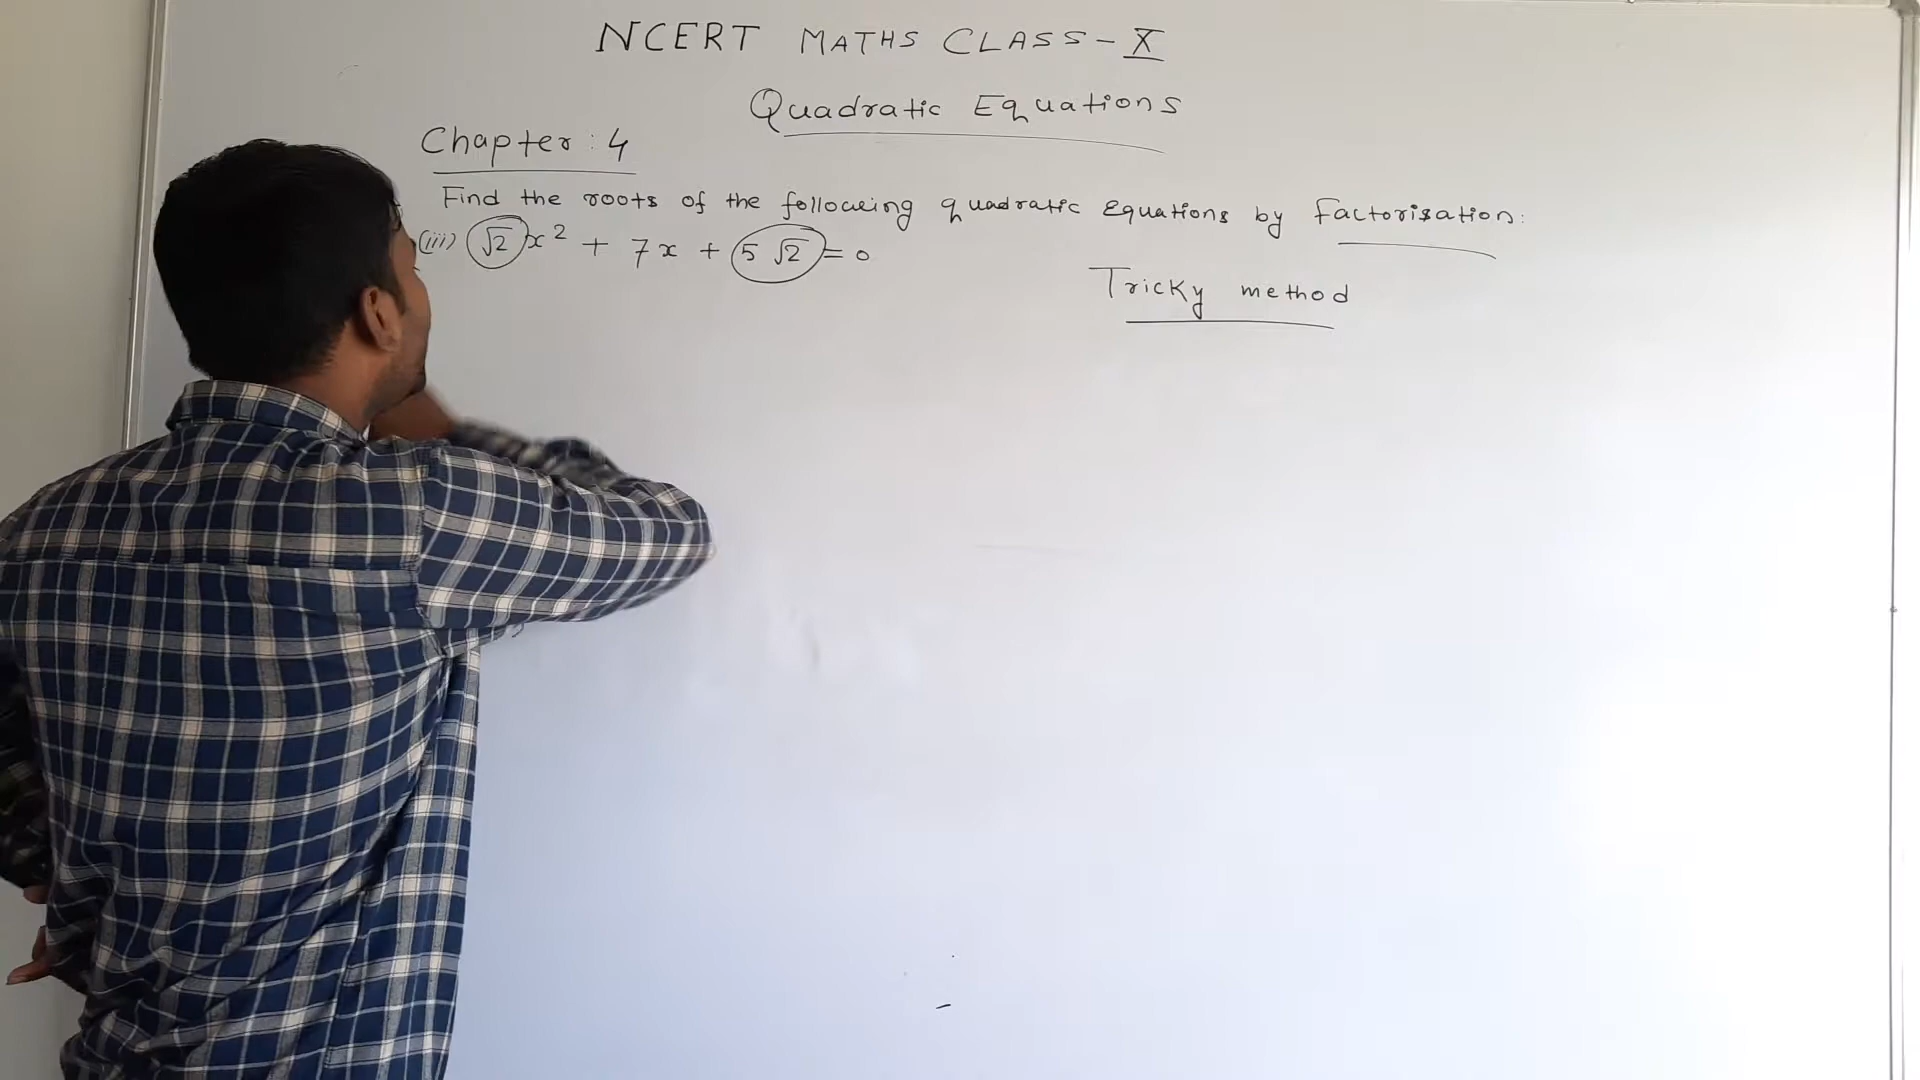 NCERT MATHS CLASS - X
Quadratic Equations
Chapter : 4
Find the roots of the following quadratic Equations by factorisation:
(iii) √2 x² + 7x + 5 √2 = 0
Tricky method